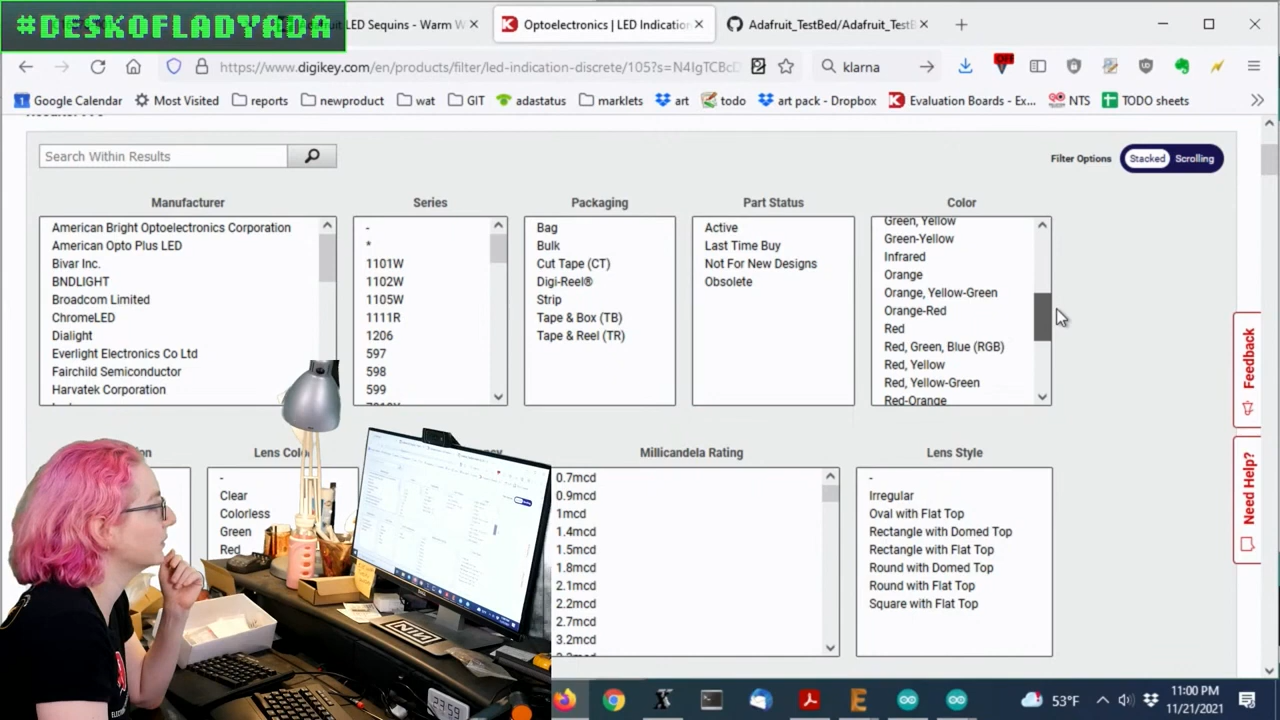 #DESKOFLADYADA
LED Sequins - Warm W
Optoelectronics | LED Indication
Adafruit_TestBed/Adafruit_TestB
https://www.digikey.com/en/products/filter/led-indication-discrete/105?s=N4IgTCBcD
klarna
OFF
Google Calendar
Most Visited
reports
newproduct
wat
GIT
adastatus
marklets
art
todo
art pack - Dropbox
Evaluation Boards - Ex...
NTS
TODO sheets
Search Within Results
Filter Options
Stacked
Scrolling
Manufacturer
American Bright Optoelectronics Corporation
American Opto Plus LED
Bivar Inc.
BNDLIGHT
Broadcom Limited
ChromeLED
Dialight
Everlight Electronics Co Ltd
Fairchild Semiconductor
Harvatek Corporation
Series
-
*
1101W
1102W
1105W
1111R
1206
597
598
599
Packaging
Bag
Bulk
Cut Tape (CT)
Digi-Reel®
Strip
Tape & Box (TB)
Tape & Reel (TR)
Part Status
Active
Last Time Buy
Not For New Designs
Obsolete
Color
Green, Yellow
Green-Yellow
Infrared
Orange
Orange, Yellow-Green
Orange-Red
Red
Red, Green, Blue (RGB)
Red, Yellow
Red, Yellow-Green
Red-Orange
Lens Colo
-
Clear
Colorless
Green
Red
Millicandela Rating
0.7mcd
0.9mcd
1mcd
1.4mcd
1.5mcd
1.8mcd
2.1mcd
2.2mcd
2.7mcd
3.2mcd
Lens Style
-
Irregular
Oval with Flat Top
Rectangle with Domed Top
Rectangle with Flat Top
Round with Domed Top
Round with Flat Top
Square with Flat Top
Feedback
Need Help?
NIN
23:59
53°F
11:00 PM
11/21/2021